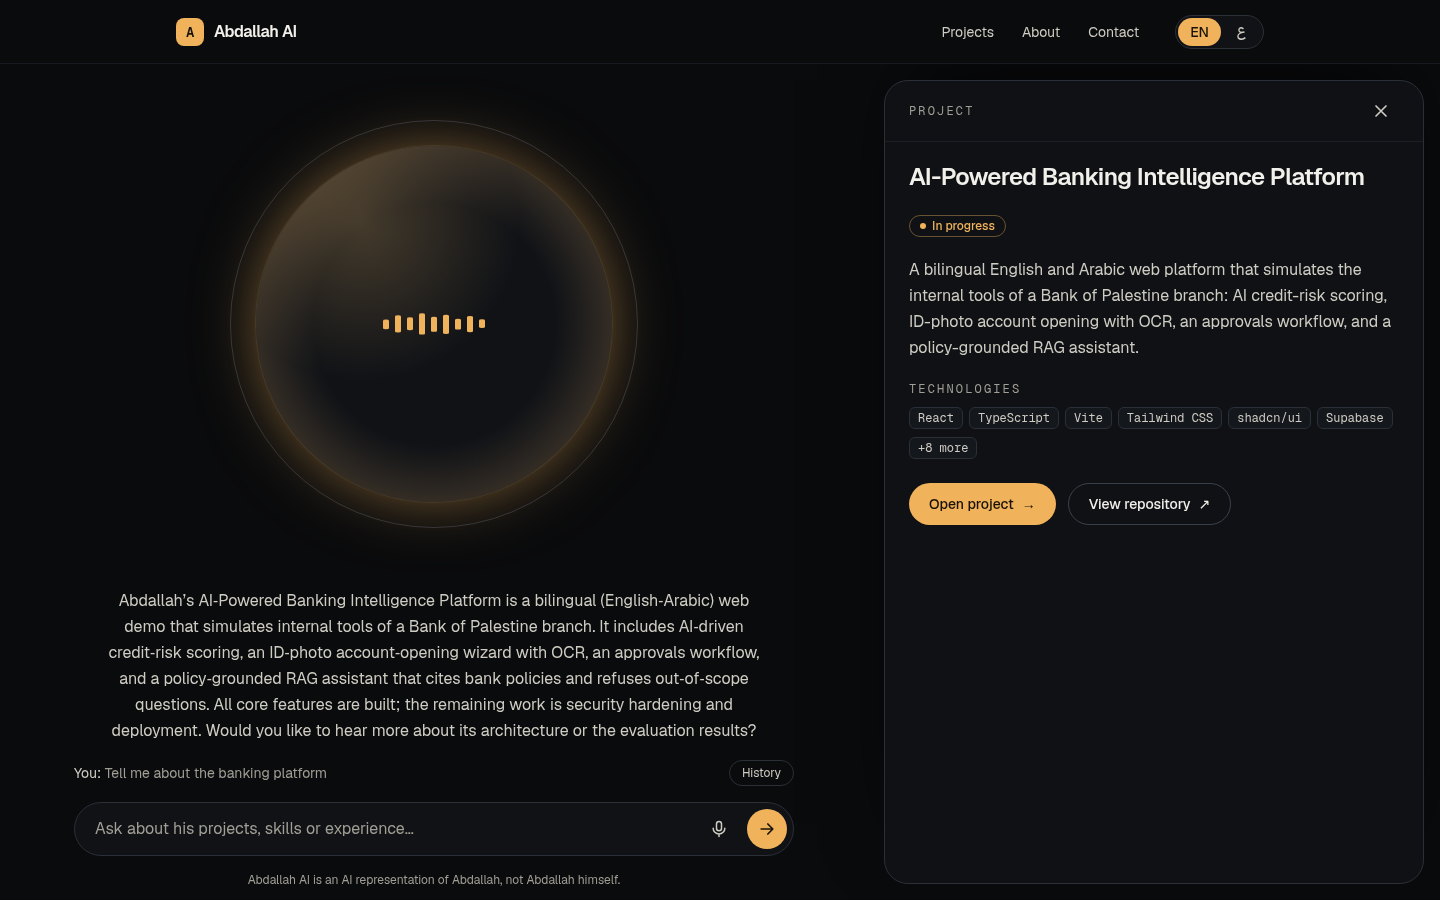 A Abdallah AI
Projects About Contact EN ع
PROJECT
AI-Powered Banking Intelligence Platform
In progress
A bilingual English and Arabic web platform that simulates the
internal tools of a Bank of Palestine branch: AI credit-risk scoring,
ID-photo account opening with OCR, an approvals workflow, and a
policy-grounded RAG assistant.
TECHNOLOGIES
React TypeScript Vite Tailwind CSS shadcn/ui Supabase
+8 more
Open project →
View repository ↗
Abdallah’s AI-Powered Banking Intelligence Platform is a bilingual (English-Arabic) web
demo that simulates internal tools of a Bank of Palestine branch. It includes AI-driven
credit-risk scoring, an ID-photo account-opening wizard with OCR, an approvals workflow,
and a policy-grounded RAG assistant that cites bank policies and refuses out-of-scope
questions. All core features are built; the remaining work is security hardening and
deployment. Would you like to hear more about its architecture or the evaluation results?
You: Tell me about the banking platform
History
Ask about his projects, skills or experience...
Abdallah AI is an AI representation of Abdallah, not Abdallah himself.